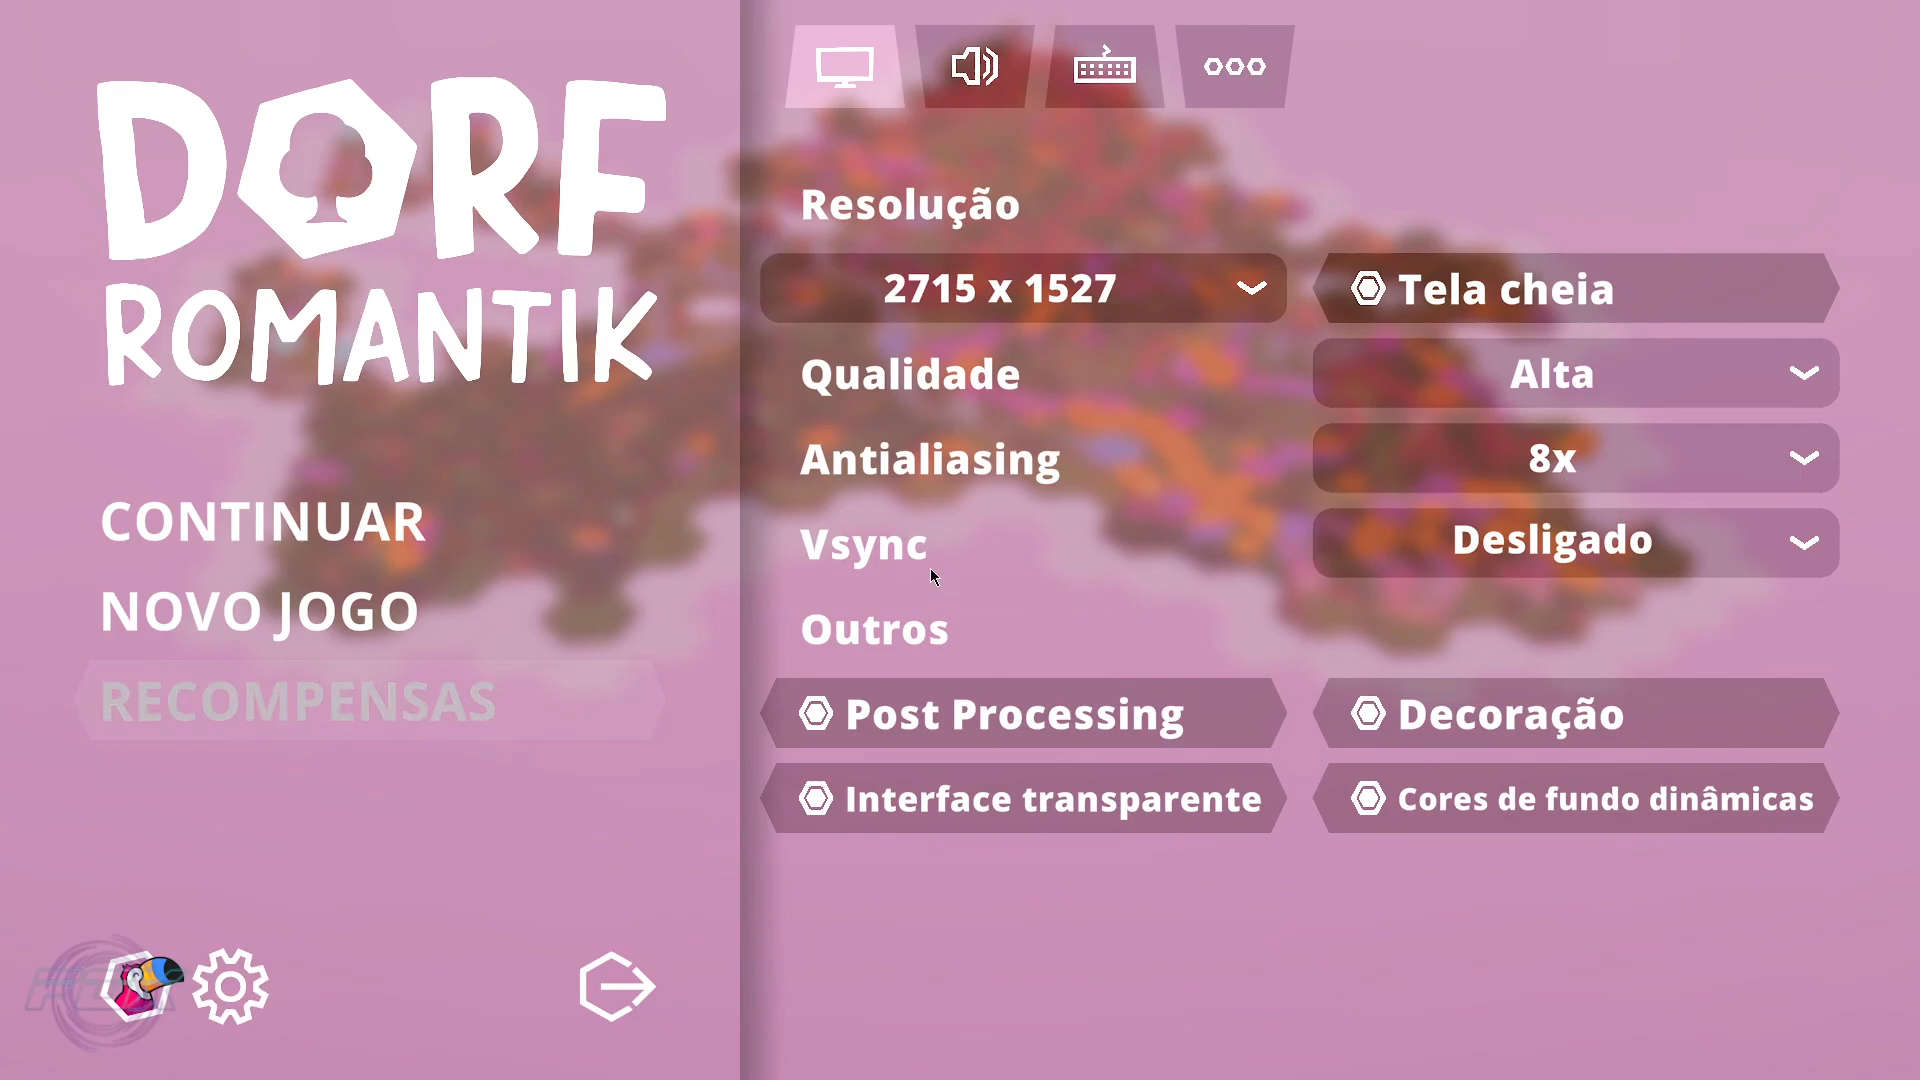 DORF
ROMANTIK
CONTINUAR
NOVO JOGO
RECOMPENSAS
Resolução
2715 x 1527
Tela cheia
Qualidade
Alta
Antialiasing
8x
Vsync
Desligado
Outros
Post Processing
Decoração
Interface transparente
Cores de fundo dinâmicas